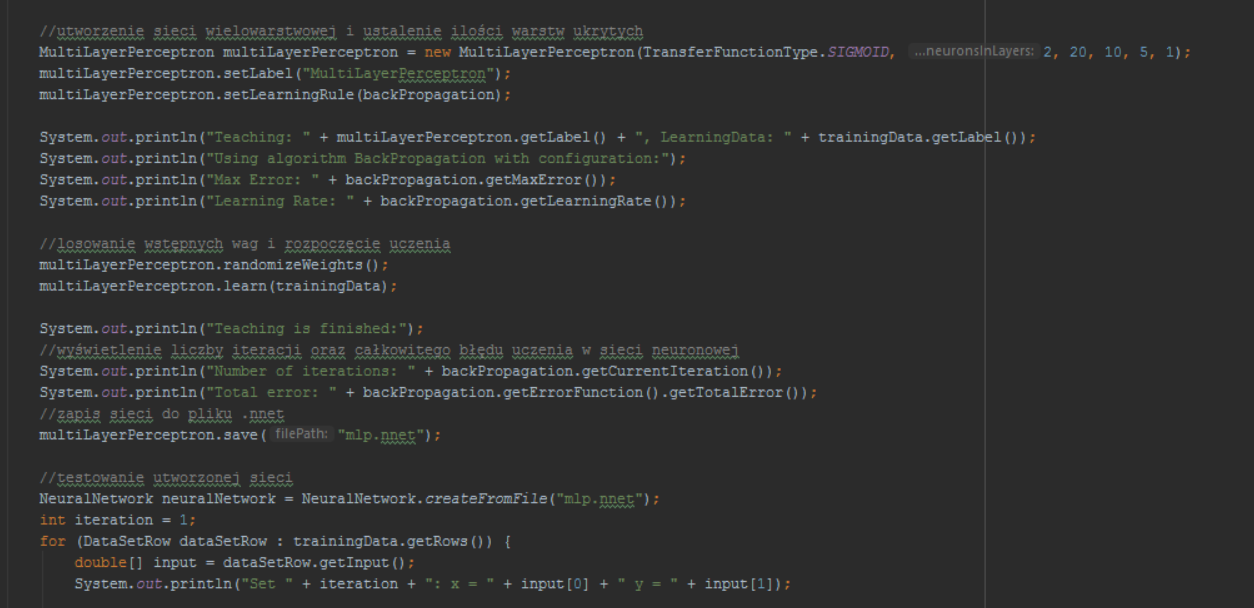 //utworzenie sieci wielowarstwowej i ustalenie ilości warstw ukrytych
MultiLayerPerceptron multiLayerPerceptron = new MultiLayerPerceptron(TransferFunctionType.SIGMOID, ...neuronsInLayers: 2, 20, 10, 5, 1);
multiLayerPerceptron.setLabel("MultiLayerPerceptron");
multiLayerPerceptron.setLearningRule(backPropagation);
System.out.println("Teaching: " + multiLayerPerceptron.getLabel() + ", LearningData: " + trainingData.getLabel());
System.out.println("Using algorithm BackPropagation with configuration:");
System.out.println("Max Error: " + backPropagation.getMaxError());
System.out.println("Learning Rate: " + backPropagation.getLearningRate());
//losowanie wstępnych wag i rozpoczęcie uczenia
multiLayerPerceptron.randomizeWeights();
multiLayerPerceptron.learn(trainingData);
System.out.println("Teaching is finished:");
//wyświetlenie liczby iteracji oraz całkowitego błędu uczenia w sieci neuronowej
System.out.println("Number of iterations: " + backPropagation.getCurrentIteration());
System.out.println("Total error: " + backPropagation.getErrorFunction().getTotalError());
//zapis sieci do pliku .nnet
multiLayerPerceptron.save( filePath: "mlp.nnet");
//testowanie utworzonej sieci
NeuralNetwork neuralNetwork = NeuralNetwork.createFromFile("mlp.nnet");
int iteration = 1;
for (DataSetRow dataSetRow : trainingData.getRows()) {
double[] input = dataSetRow.getInput();
System.out.println("Set " + iteration + ": x = " + input[0] + " y = " + input[1]);